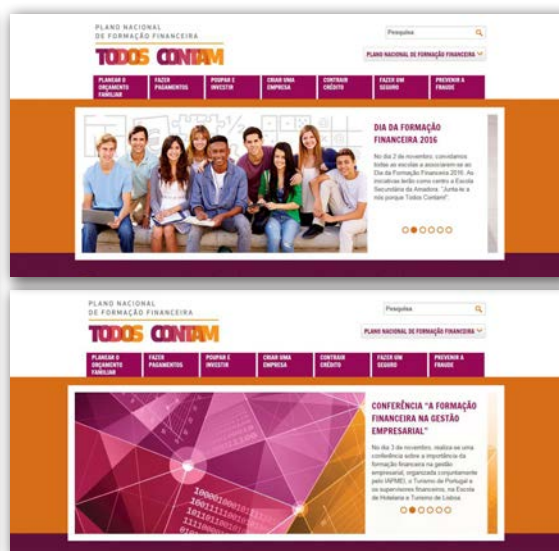 PLANO NACIONAL
DE FORMAÇÃO FINANCEIRA
TODOS CONTAM
Pesquisa
PLANO NACIONAL DE FORMAÇÃO FINANCEIRA
PLANEAR O ORÇAMENTO FAMILIAR
FAZER PAGAMENTOS
POUPAR E INVESTIR
CRIAR UMA EMPRESA
CONTRAIR CRÉDITO
FAZER UM SEGURO
PREVENIR A FRAUDE
DIA DA FORMAÇÃO
FINANCEIRA 2016
No dia 2 de novembro, convidamos
todas as escolas a associarem-se ao
Dia da Formação Financeira 2016. As
iniciativas terão como centro a Escola
Secundária da Amadora. "Junta-te a
nós porque Todos Contam!".
PLANO NACIONAL
DE FORMAÇÃO FINANCEIRA
TODOS CONTAM
Pesquisa
PLANO NACIONAL DE FORMAÇÃO FINANCEIRA
PLANEAR O ORÇAMENTO FAMILIAR
FAZER PAGAMENTOS
POUPAR E INVESTIR
CRIAR UMA EMPRESA
CONTRAIR CRÉDITO
FAZER UM SEGURO
PREVENIR A FRAUDE
CONFERÊNCIA "A FORMAÇÃO
FINANCEIRA NA GESTÃO
EMPRESARIAL"
No dia 3 de novembro, realiza-se uma
conferência sobre a importância da
formação financeira na gestão
empresarial, organizada conjuntamente
pelo IAPMEI, a Turismo de Portugal e
os supervisores financeiros, na Escola
de Hotelaria e Turismo de Lisboa